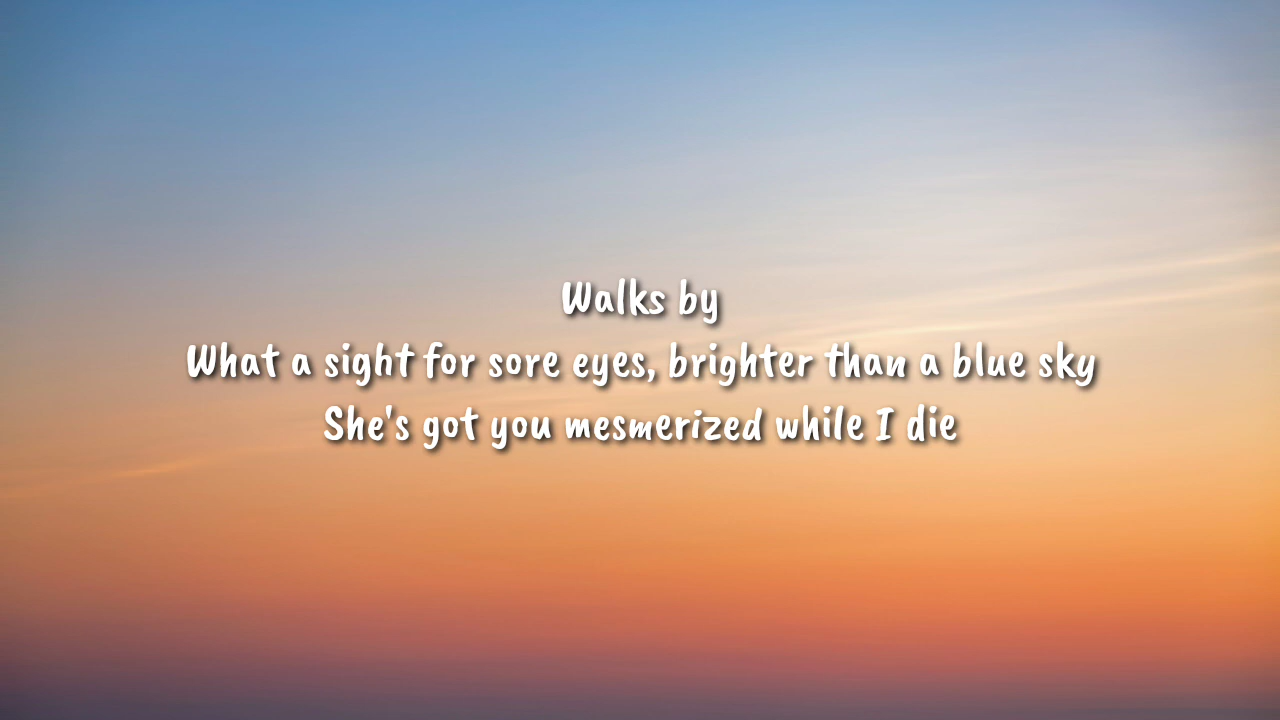 Walks by
What a sight for sore eyes, brighter than a blue sky
She's got you mesmerized while I die